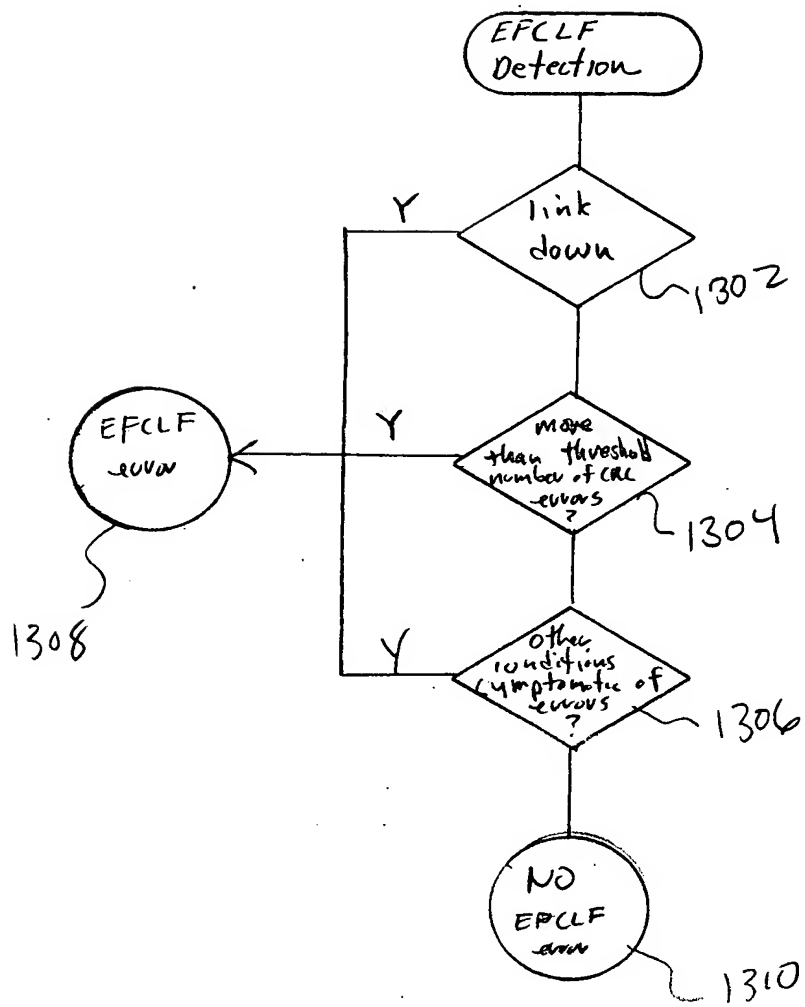 EFCLF
Detection
Y
link
down
1302
EFCLF
error
Y
more
than threshold
number of CRC
errors
?
1304
1308
Y
other
conditions
symptomatic of
errors
?
1306
NO
EFCLF
error
1310